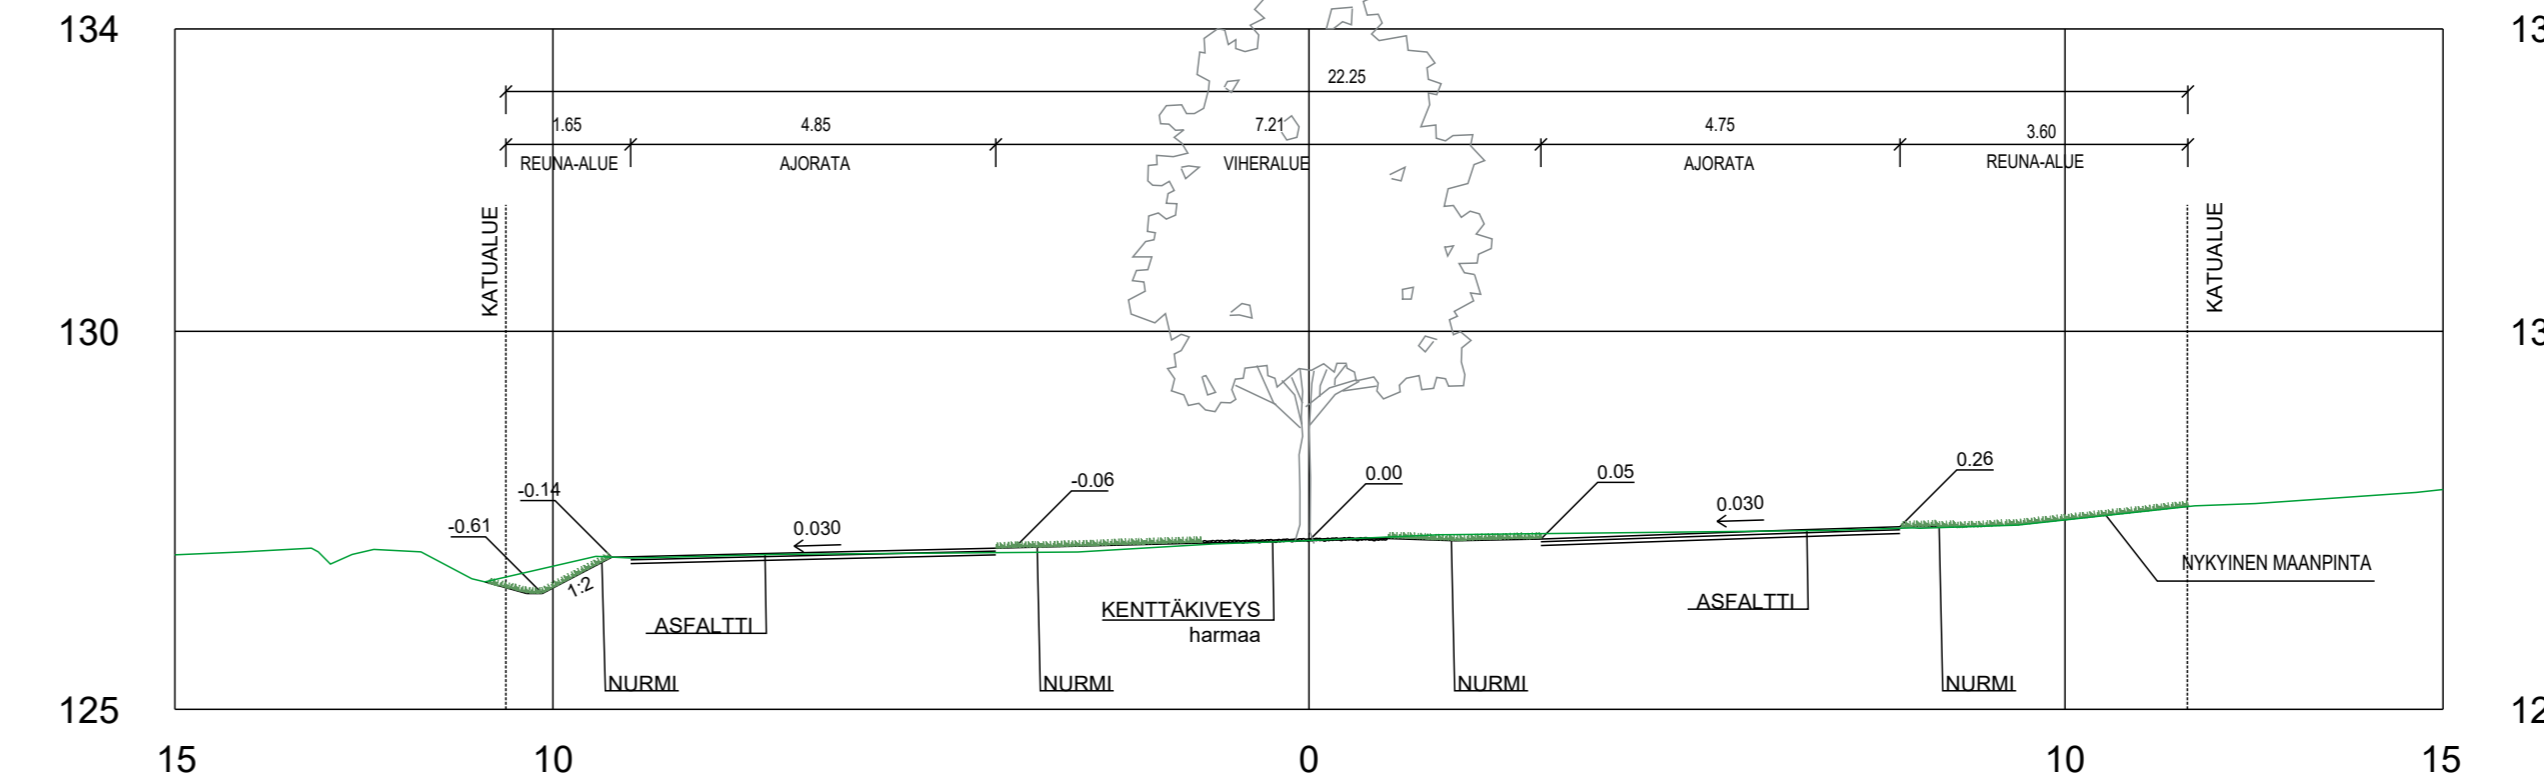 134
13
22.25
1.65
4.85
7.21
4.75
3.60
REUNA-ALUE
AJORATA
VIHERALUE
AJORATA
REUNA-ALUE
KATUALUE
KATUALUE
130
13
-0.61
-0.14
0.030
-0.06
0.00
0.05
0.030
0.26
1:2
NYKYINEN MAANPINTA
ASFALTTI
KENTTÄKIVEYS
harmaa
ASFALTTI
NURMI
NURMI
NURMI
NURMI
125
12
15
10
0
10
15